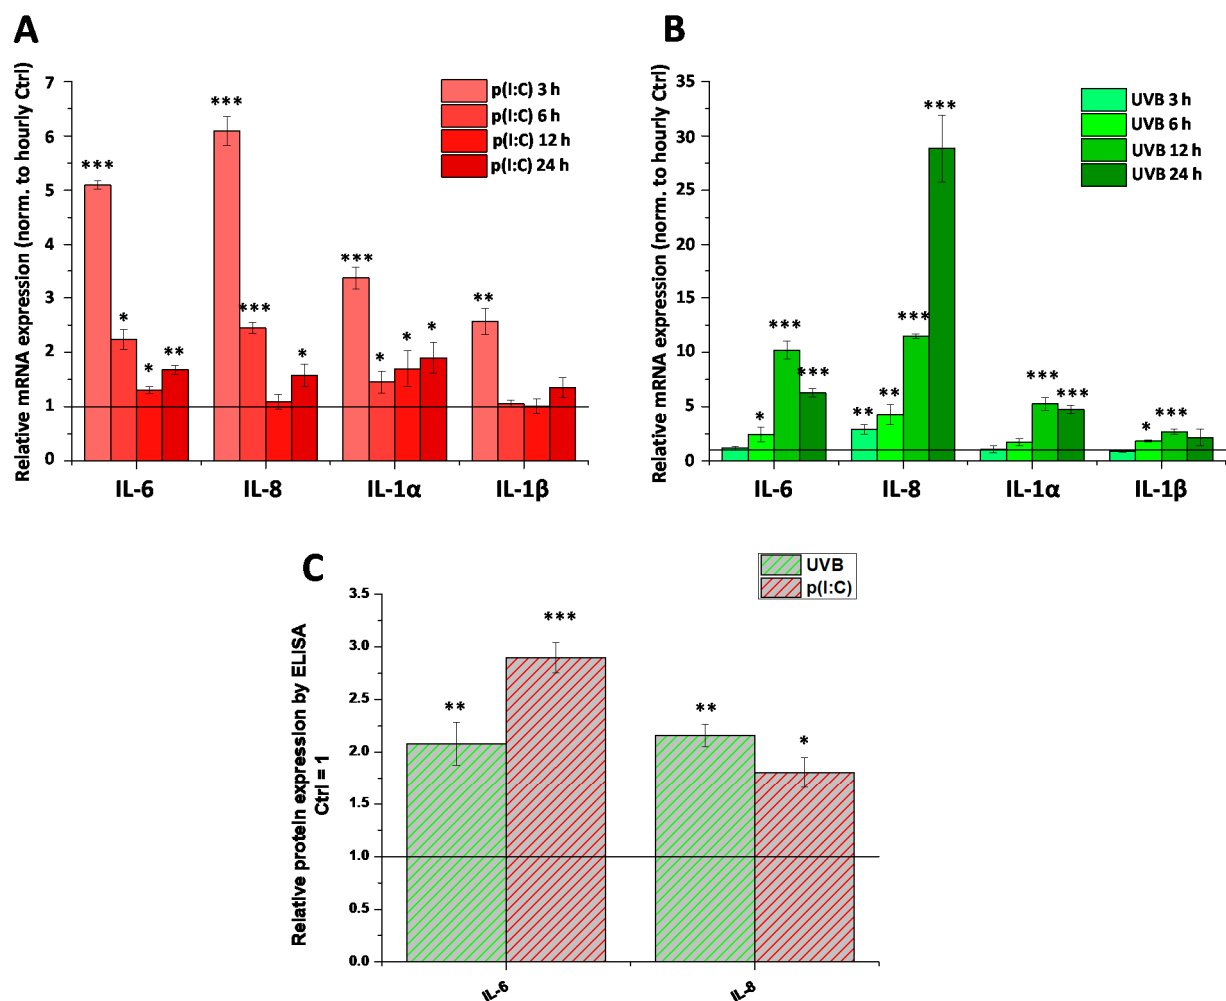 A
Relative mRNA expression (norm. to hourly Ctrl)
7
6
5
4
3
2
1
0
p(I:C) 3 h
p(I:C) 6 h
p(I:C) 12 h
p(I:C) 24 h
***
*
*
**
***
***
*
***
*
*
*
**
IL-6
IL-8
IL-1α
IL-1β
B
Relative mRNA expression (norm. to hourly Ctrl)
35
30
25
20
15
10
5
0
UVB 3 h
UVB 6 h
UVB 12 h
UVB 24 h
*
***
***
**
**
***
***
***
***
*
***
IL-6
IL-8
IL-1α
IL-1β
C
Relative protein expression by ELISA
Ctrl = 1
3.5
3.0
2.5
2.0
1.5
1.0
0.5
0.0
UVB
p(I:C)
**
***
**
*
IL-6
IL-8